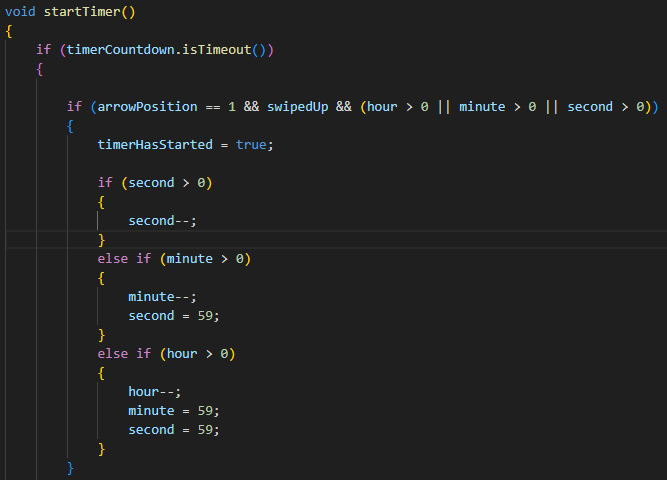 void startTimer()
{
if (timerCountdown.isTimeout())
{
if (arrowPosition == 1 && swipedUp && (hour > 0 || minute > 0 || second > 0))
{
timerHasStarted = true;
if (second > 0)
{
second--;
}
else if (minute > 0)
{
minute--;
second = 59;
}
else if (hour > 0)
{
hour--;
minute = 59;
second = 59;
}
}